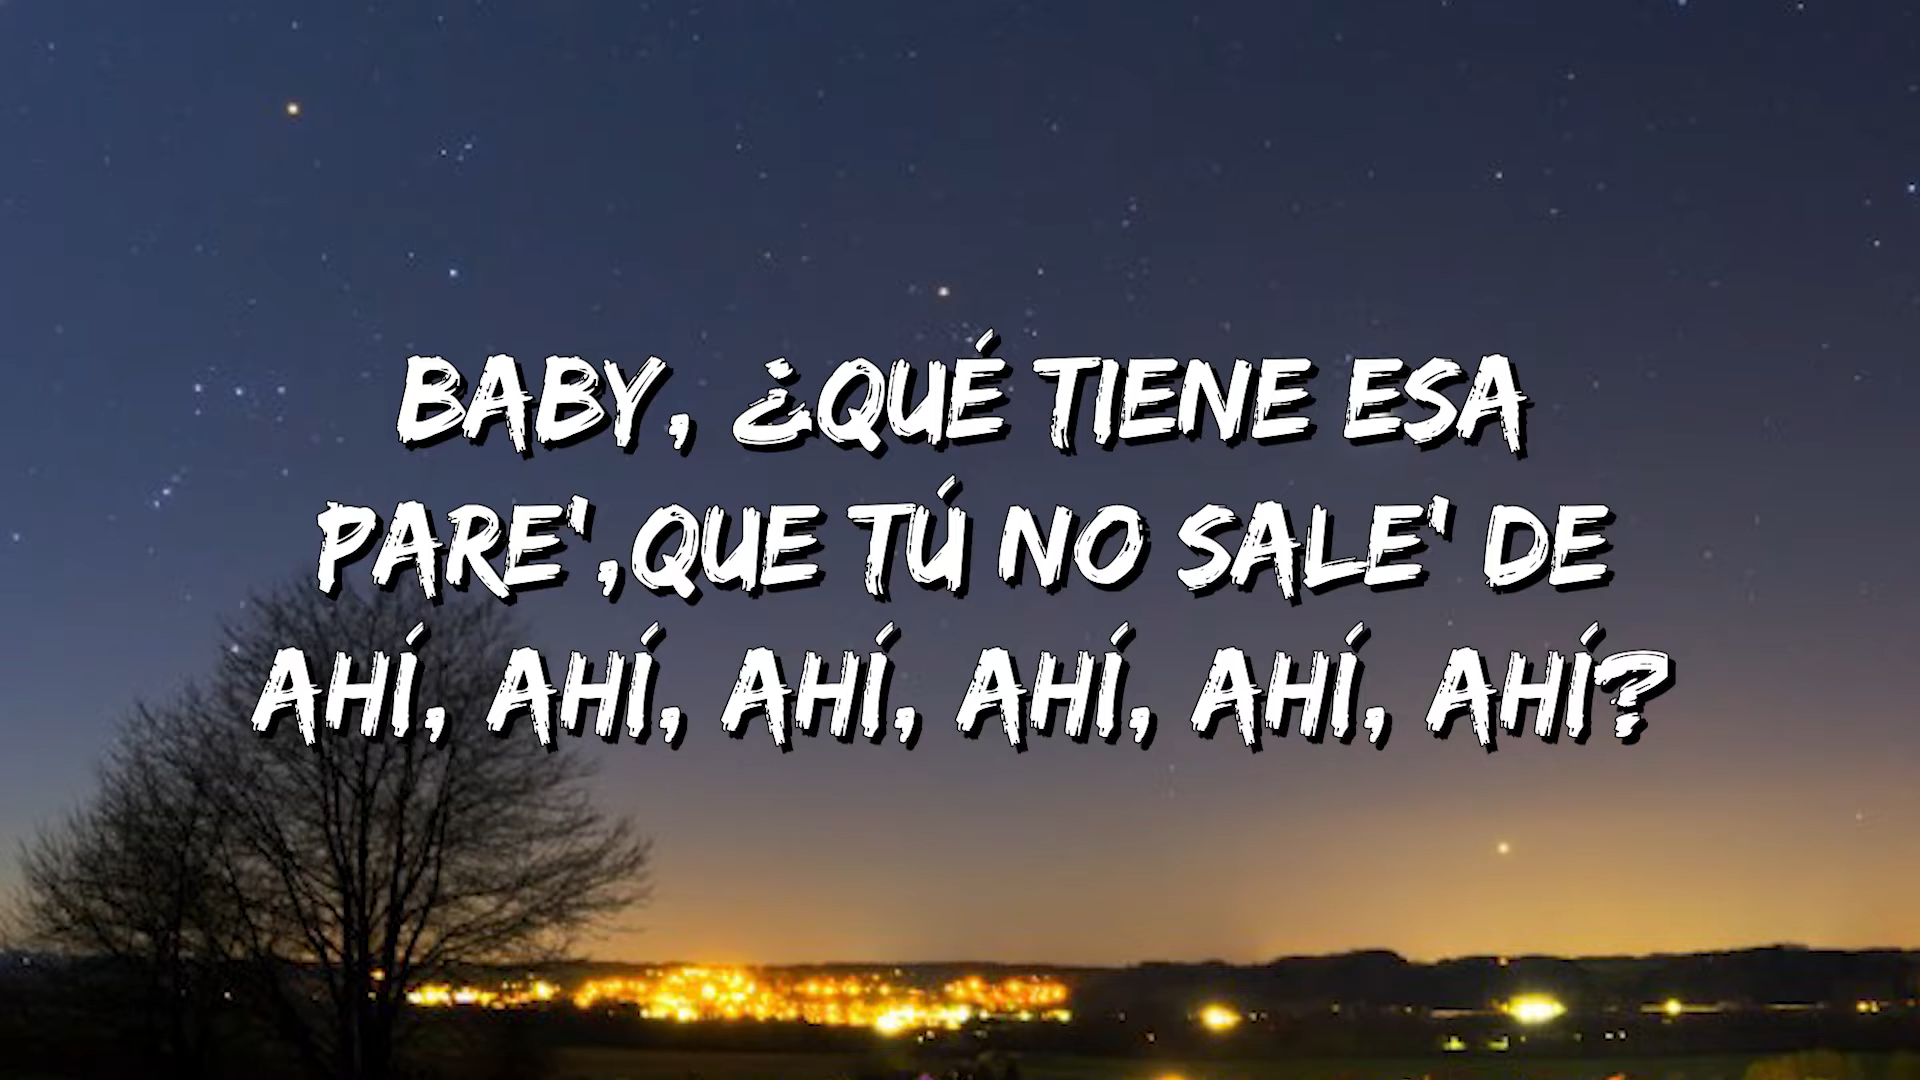 BABY, ¿QUÉ TIENE ESA
PARE',QUE TÚ NO SALE' DE
AHÍ, AHÍ, AHÍ, AHÍ, AHÍ, AHÍ?